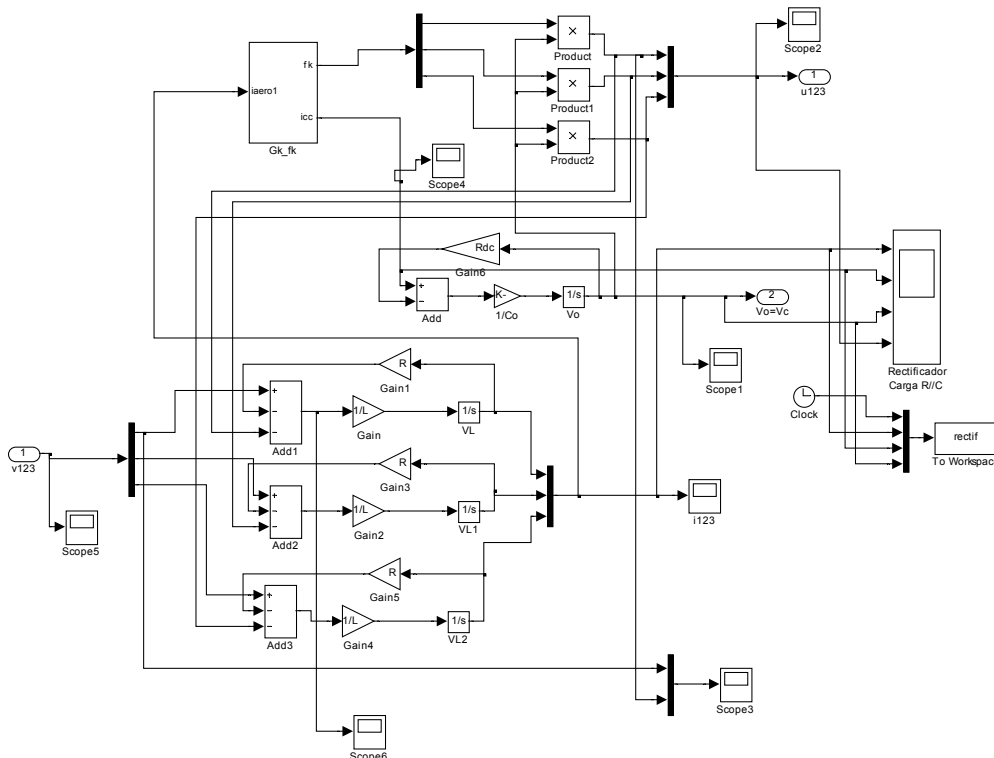 Scope2
×
Product
1
u123
fk
iaero1
icc
Gk_fk
×
Product1
×
Product2
Scope4
Rdc
Gain6
+
−
Add
K-
1/Co
1/s
Vo
2
Vo=Vc
Scope1
Rectificador
Carga R//C
Clock
rectif
To Workspac
R
Gain1
+
−
−
Add1
1/L
Gain
1/s
VL
1
v123
Scope5
R
Gain3
+
−
−
Add2
1/L
Gain2
1/s
VL1
i123
R
Gain5
+
−
−
Add3
1/L
Gain4
1/s
VL2
Scope3
Scope6